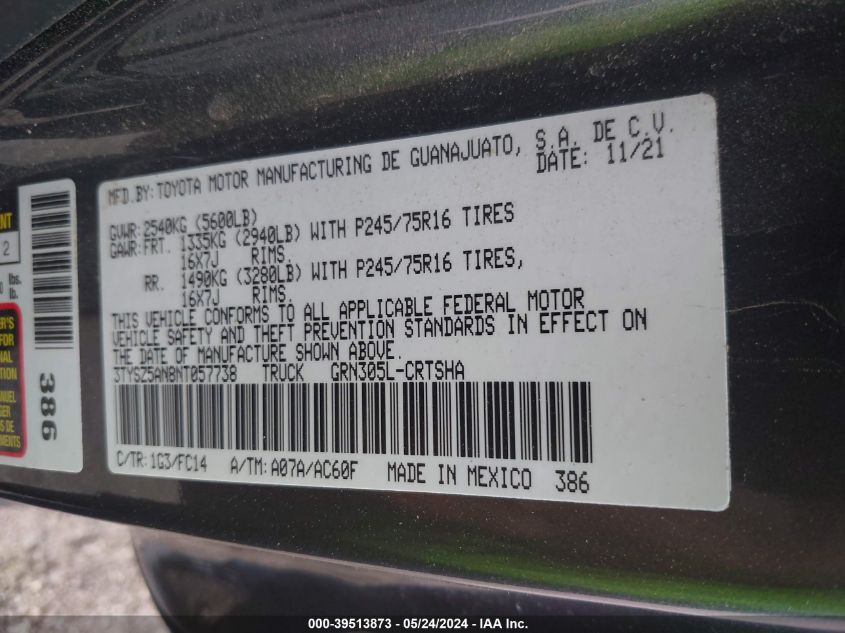 MFD.BY: TOYOTA MOTOR MANUFACTURING DE GUANAJUATO, S.A. DE C.V.
DATE: 11/21
GVWR: 2540KG (5600LB)
GAWR: FRT. 1335KG (2940LB) WITH P245/75R16 TIRES
16X7J RIMS.
RR. 1490KG (3280LB) WITH P245/75R16 TIRES,
16X7J RIMS.
THIS VEHICLE CONFORMS TO ALL APPLICABLE FEDERAL MOTOR
VEHICLE SAFETY AND THEFT PREVENTION STANDARDS IN EFFECT ON
THE DATE OF MANUFACTURE SHOWN ABOVE.
3TYSZ5AN8NT057738 TRUCK GRN305L-CRTSHA
C/TR: 1G3/FC14 A/TM: A07A/AC60F MADE IN MEXICO 386
2
lbs.
lb.
386
000-39513873 - 05/24/2024 - IAA Inc.